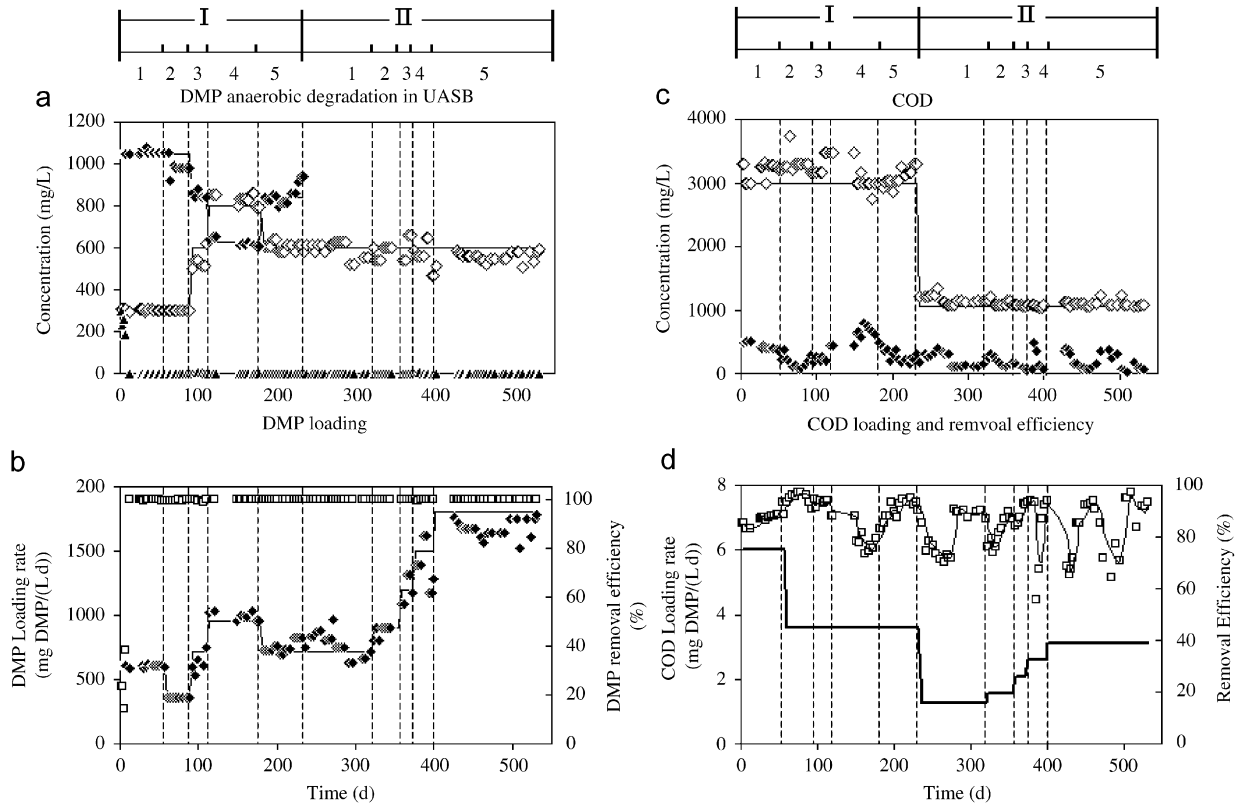 I II
1 2 3 4 5 1 2 3 4 5
a DMP anaerobic degradation in UASB
Concentration (mg/L)
1200
1000
800
600
400
200
0
0 100 200 300 400 500
DMP loading
b
DMP Loading rate
(mg DMP/(L d))
200
1500
1000
500
0
100
80
60
40
20
0
DMP removal efficiency
(%)
0 100 200 300 400 500
Time (d)
I II
1 2 3 4 5 1 2 3 4 5
c COD
Concentration (mg/L)
4000
3000
2000
1000
0
0 100 200 300 400 500
COD loading and remvoal efficiency
d
COD Loading rate
(mg DMP/(L d))
8
6
4
2
0
100
80
60
40
20
0
Removal Efficiency (%)
0 100 200 300 400 500
Time (d)